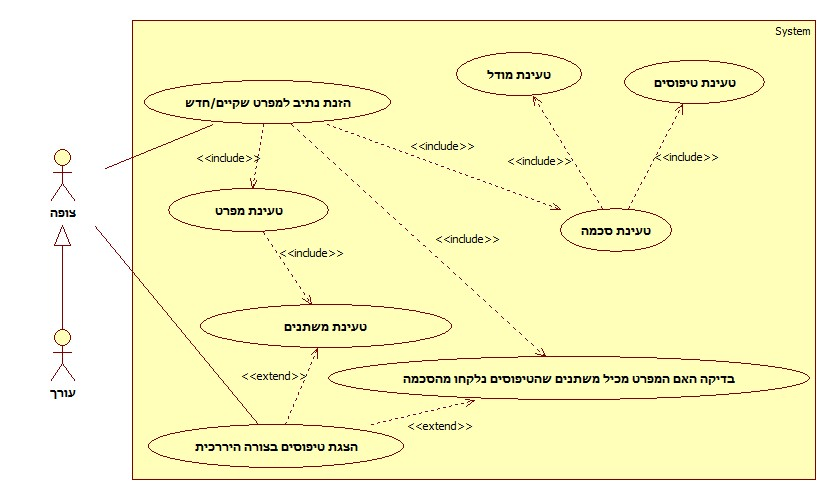 System
טעינת מודל
טעינת טיפוסים
הזנת נתיב למפרט שקיים/חדש
<<include>>
<<include>>
<<include>>
<<include>>
צופה
טעינת מפרט
טעינת סכמה
<<include>>
<<include>>
טעינת משתנים
<<extend>>
בדיקה האם המפרט מכיל משתנים שהטיפוסים נלקחו מהסכמה
עורך
<<extend>>
הצגת טיפוסים בצורה היררכית